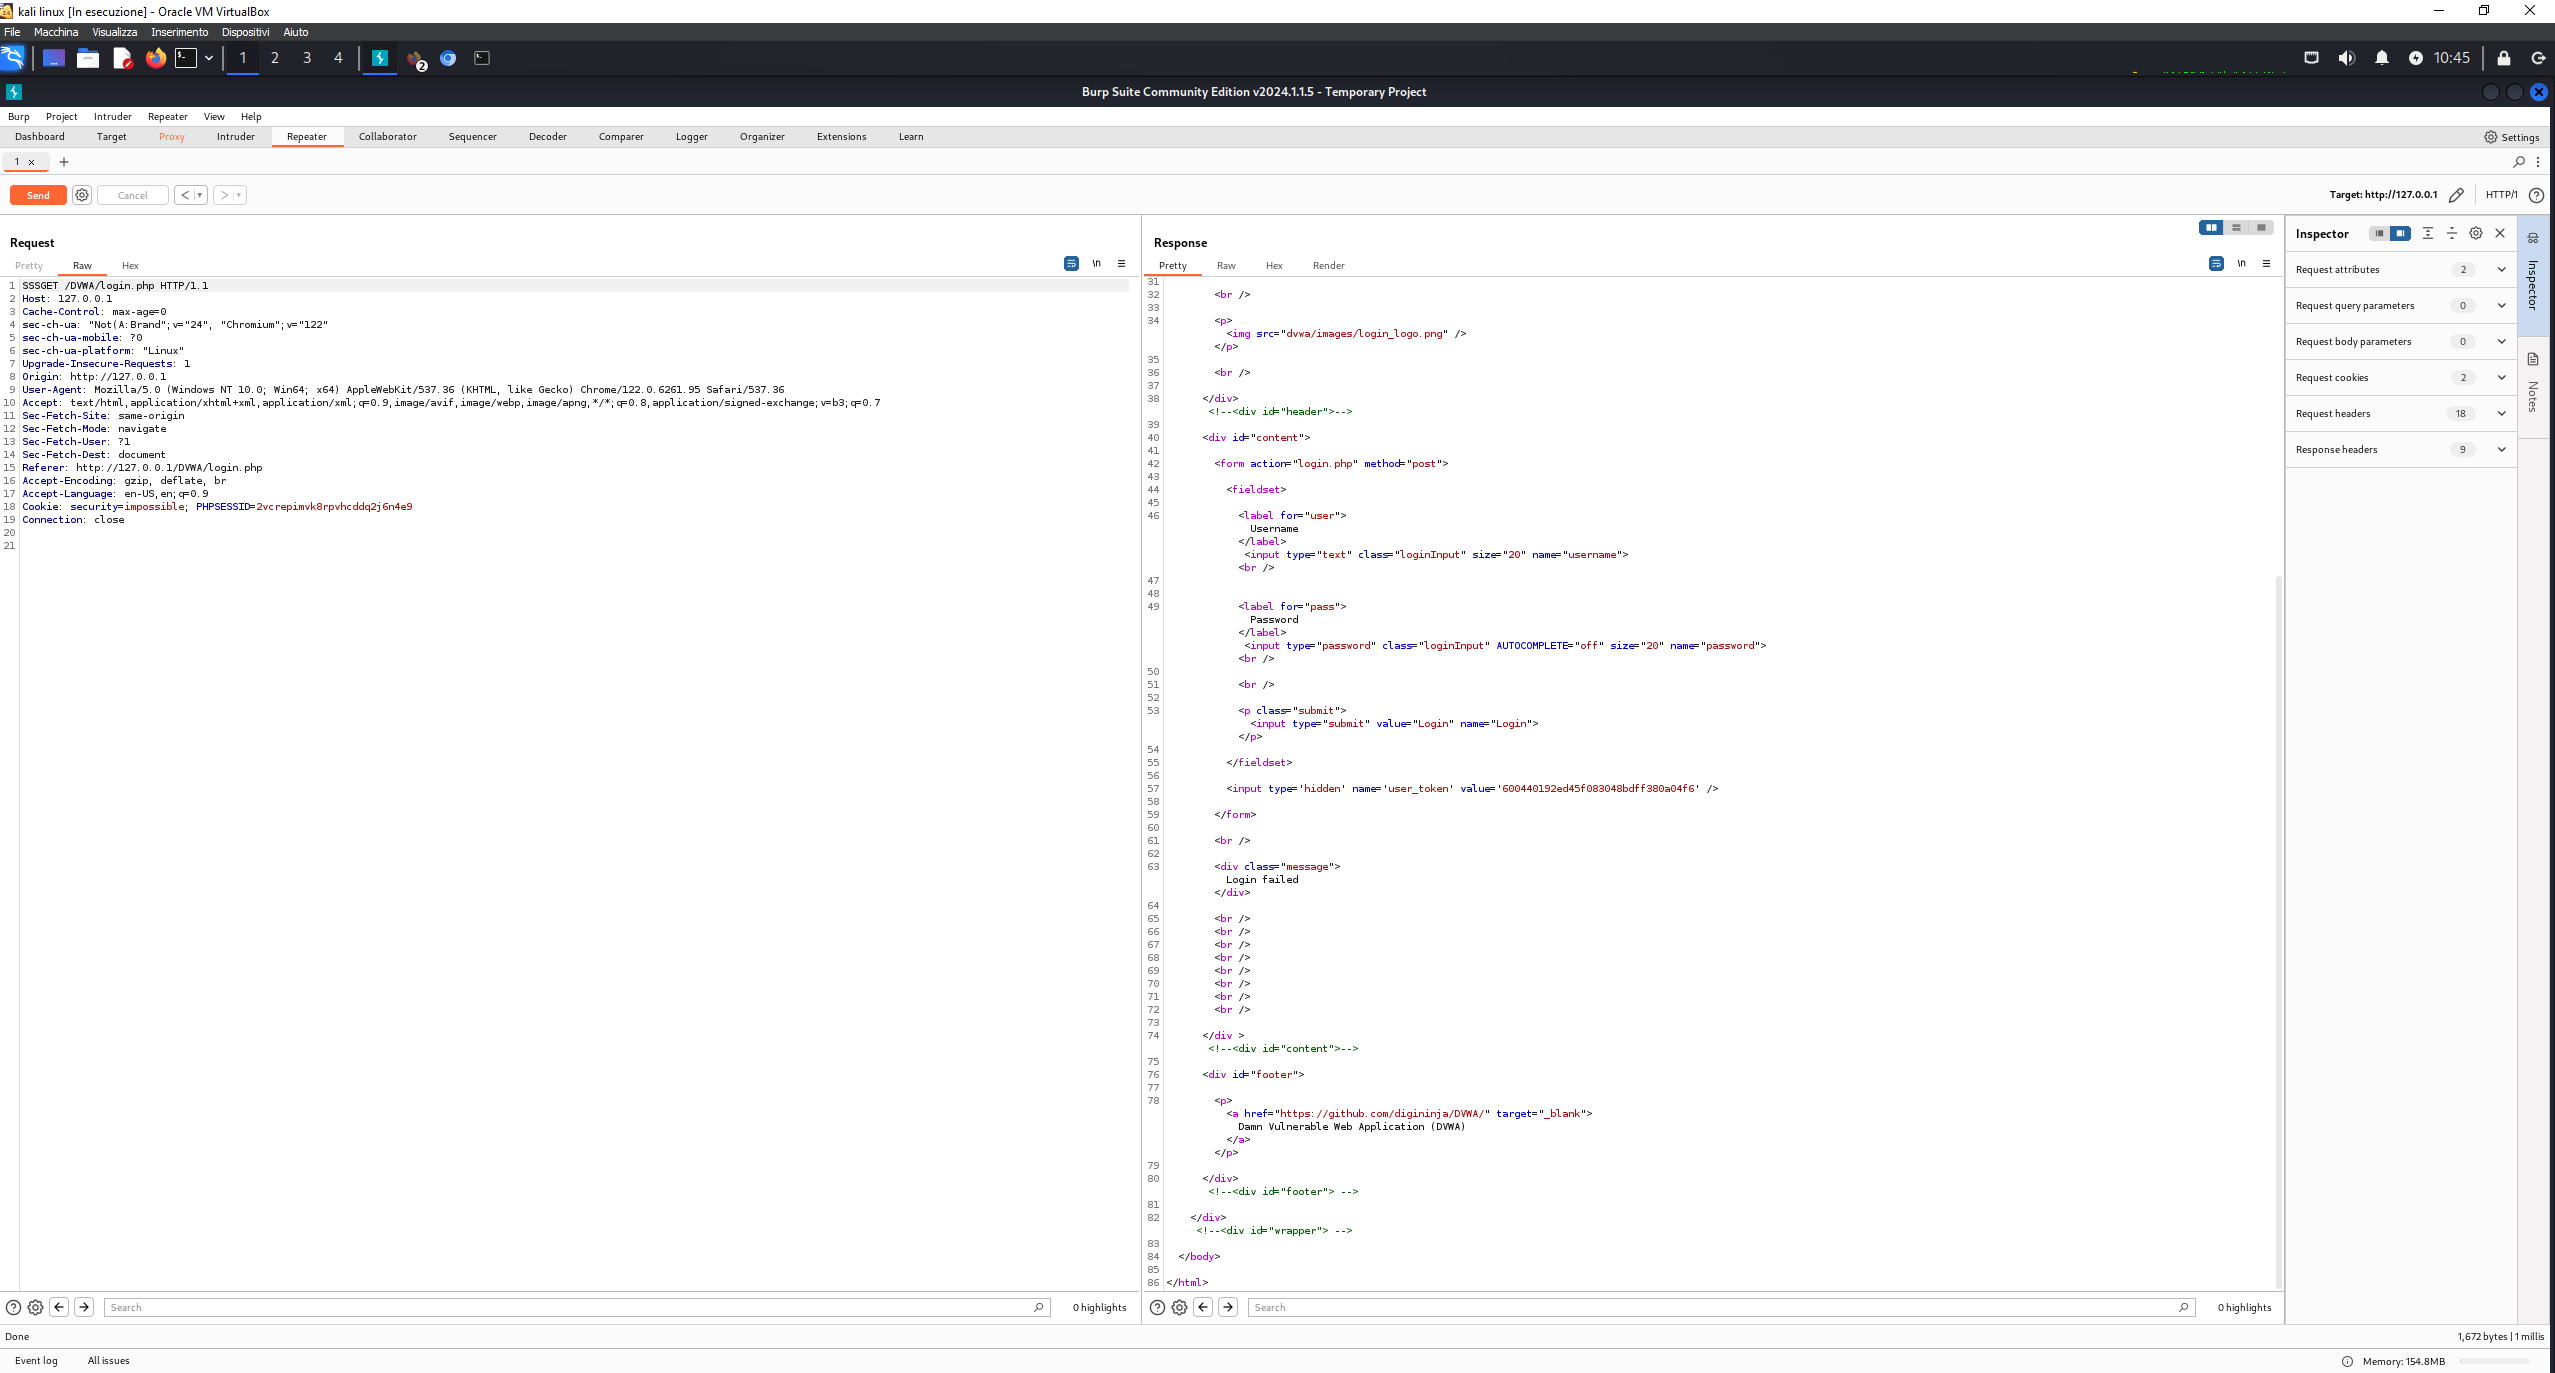 kali linux [In esecuzione] - Oracle VM VirtualBox
File Macchina Visualizza Inserimento Dispositivi Aiuto
1 2 3 4 2 10:45
Burp Suite Community Edition v2024.1.1.5 - Temporary Project
Burp Project Intruder Repeater View Help
Dashboard Target Proxy Intruder Repeater Collaborator Sequencer Decoder Comparer Logger Organizer Extensions Learn Settings
1 × +
Send Cancel < > Target: http://127.0.0.1 HTTP/1
Request
Pretty Raw Hex \n
1 SSSGET /DVWA/login.php HTTP/1.1
2 Host: 127.0.0.1
3 Cache-Control: max-age=0
4 sec-ch-ua: "Not(A:Brand";v="24", "Chromium";v="122"
5 sec-ch-ua-mobile: ?0
6 sec-ch-ua-platform: "Linux"
7 Upgrade-Insecure-Requests: 1
8 Origin: http://127.0.0.1
9 User-Agent: Mozilla/5.0 (Windows NT 10.0; Win64; x64) AppleWebKit/537.36 (KHTML, like Gecko) Chrome/122.0.6261.95 Safari/537.36
10 Accept: text/html,application/xhtml+xml,application/xml;q=0.9,image/avif,image/webp,image/apng,*/*;q=0.8,application/signed-exchange;v=b3;q=0.7
11 Sec-Fetch-Site: same-origin
12 Sec-Fetch-Mode: navigate
13 Sec-Fetch-User: ?1
14 Sec-Fetch-Dest: document
15 Referer: http://127.0.0.1/DVWA/login.php
16 Accept-Encoding: gzip, deflate, br
17 Accept-Language: en-US,en;q=0.9
18 Cookie: security=impossible; PHPSESSID=2vcrepimvk8rpvhcddq2j6n4e9
19 Connection: close
20
21
Search 0 highlights
Response
Pretty Raw Hex Render \n
31
32 <br />
33
34 <p>
<img src="dvwa/images/login_logo.png" />
</p>
35
36 <br />
37
38 </div>
<!--<div id="header">-->
39
40 <div id="content">
41
42 <form action="login.php" method="post">
43
44 <fieldset>
45
46 <label for="user">
Username
</label>
<input type="text" class="loginInput" size="20" name="username">
<br />
47
48
49 <label for="pass">
Password
</label>
<input type="password" class="loginInput" AUTOCOMPLETE="off" size="20" name="password">
<br />
50
51 <br />
52
53 <p class="submit">
<input type="submit" value="Login" name="Login">
</p>
54
55 </fieldset>
56
57 <input type='hidden' name='user_token' value='600440192ed45f083048bdff380a04f6' />
58
59 </form>
60
61 <br />
62
63 <div class="message">
Login failed
</div>
64
65 <br />
66 <br />
67 <br />
68 <br />
69 <br />
70 <br />
71 <br />
72 <br />
73
74 </div >
<!--<div id="content">-->
75
76 <div id="footer">
77
78 <p>
<a href="https://github.com/digininja/DVWA/" target="_blank">
Damn Vulnerable Web Application (DVWA)
</a>
</p>
79
80 </div>
<!--<div id="footer"> -->
81
82 </div>
<!--<div id="wrapper"> -->
83
84 </body>
85
86 </html>
Search 0 highlights
Inspector
Request attributes 2
Request query parameters 0
Request body parameters 0
Request cookies 2
Request headers 18
Response headers 9
Inspector
Notes
Done 1,672 bytes | 1 millis
Event log All issues Memory: 154.8MB